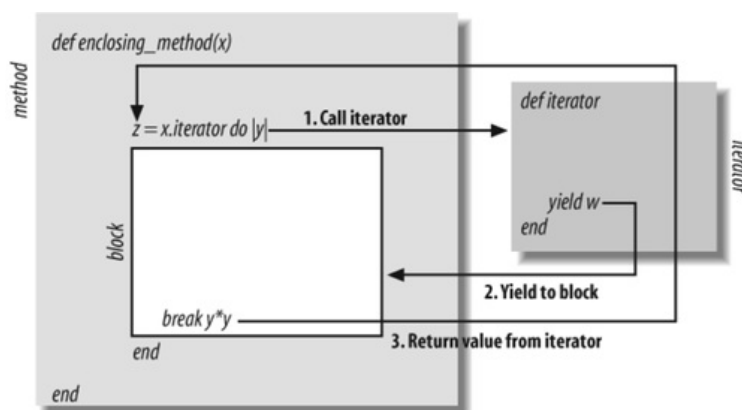 def enclosing_method(x)
method
def iterator
1. Call iterator
z = x.iterator do |y|
iterator
block
yield w
end
2. Yield to block
break y*y
3. Return value from iterator
end
end